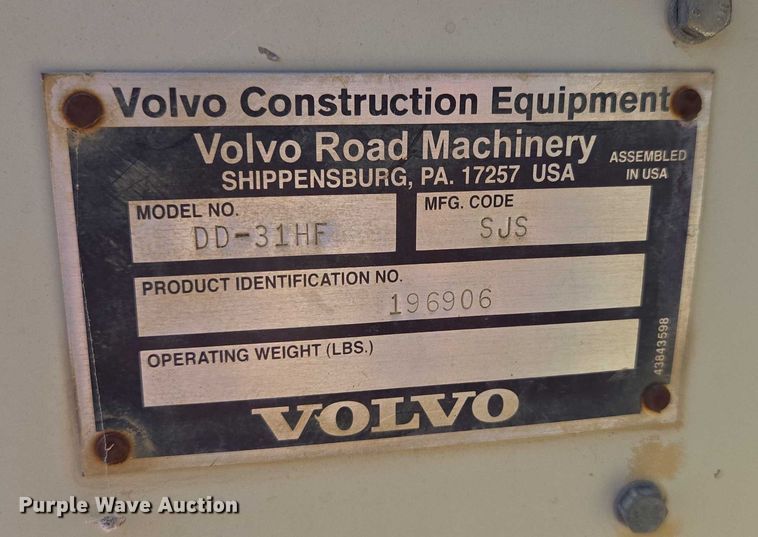 Volvo Construction Equipment
Volvo Road Machinery
SHIPPENSBURG, PA. 17257 USA
ASSEMBLED
IN USA
MODEL NO.
DD-31HF
MFG. CODE
SJS
PRODUCT IDENTIFICATION NO.
196906
OPERATING WEIGHT (LBS.)
43843598
VOLVO
Purple Wave Auction